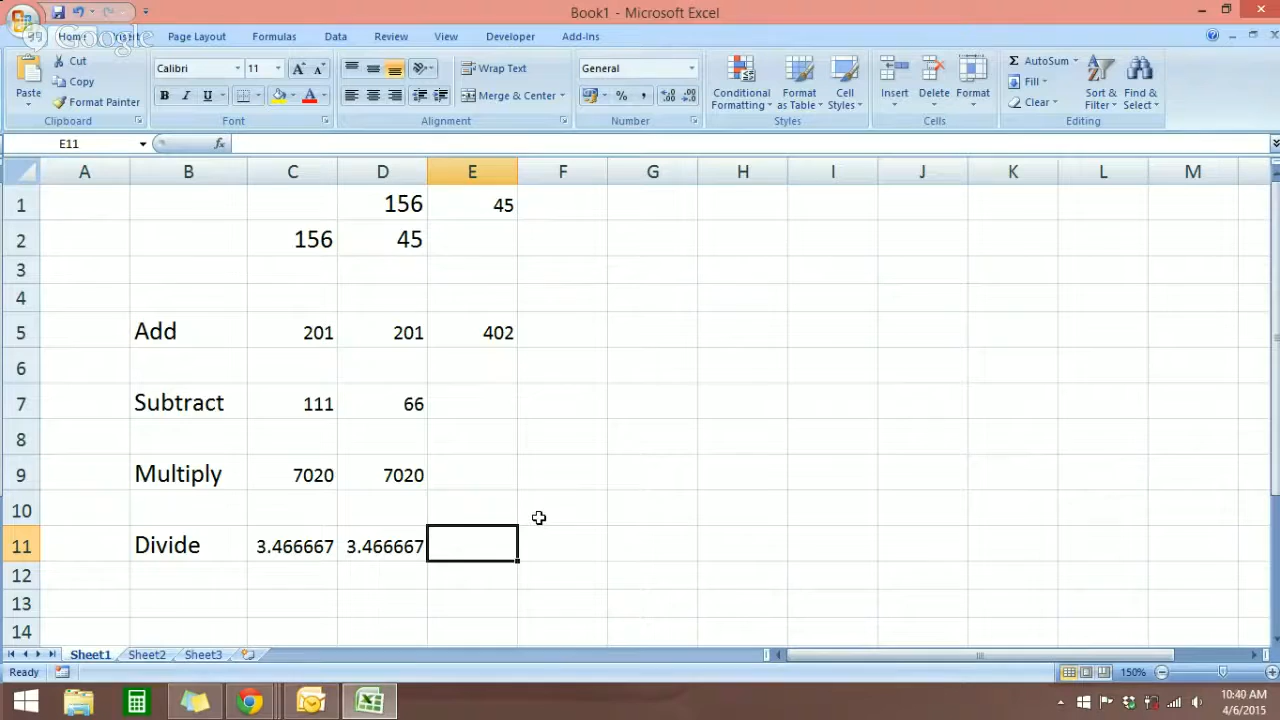 Book1 - Microsoft Excel
Google
Home Insert Page Layout Formulas Data Review View Developer Add-Ins
Paste
Cut
Copy
Format Painter
Clipboard
Calibri 11
A A
B I U A
Font
Wrap Text
Merge & Center
Alignment
General
% ,
Number
Conditional Formatting
Format as Table
Cell Styles
Styles
Insert
Delete
Format
Cells
Σ AutoSum
Fill
Clear
Sort & Filter
Find & Select
Editing
E11 fx
A B C D E F G H I J K L M
1 156 45
2 156 45
3
4
5 Add 201 201 402
6
7 Subtract 111 66
8
9 Multiply 7020 7020
10
11 Divide 3.466667 3.466667
12
13
14
Sheet1 Sheet2 Sheet3
Ready 150%
10:40 AM
4/6/2015